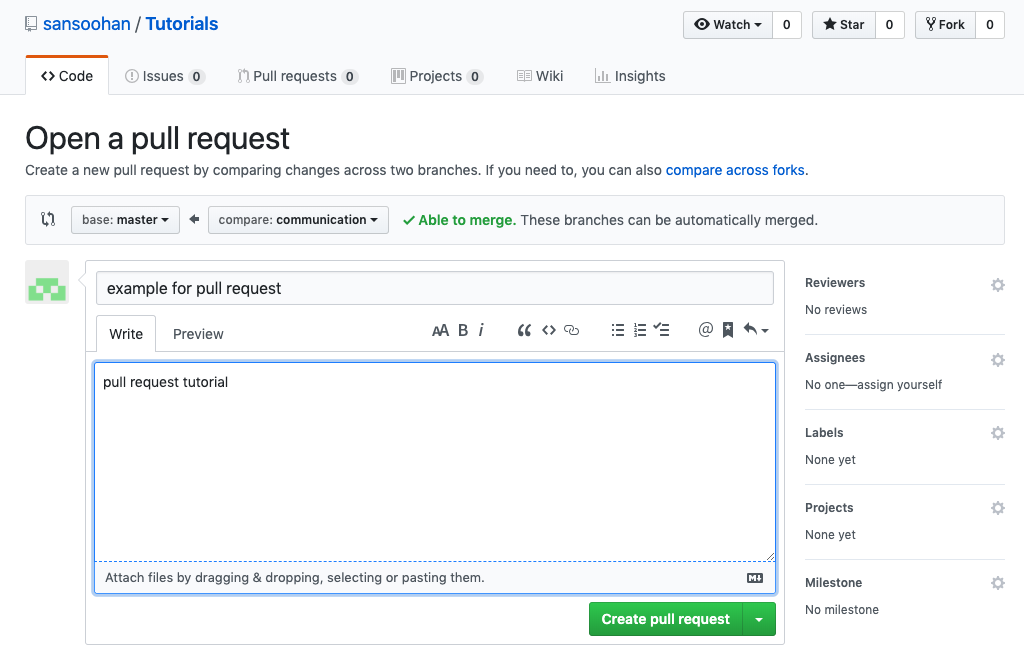 sansoohan / Tutorials
Watch 0 Star 0 Fork 0
Code Issues 0 Pull requests 0 Projects 0 Wiki Insights
Open a pull request
Create a new pull request by comparing changes across two branches. If you need to, you can also compare across forks.
base: master compare: communication Able to merge. These branches can be automatically merged.
example for pull request
Write Preview AA B i @
pull request tutorial
Attach files by dragging & dropping, selecting or pasting them.
Create pull request
Reviewers
No reviews
Assignees
No one—assign yourself
Labels
None yet
Projects
None yet
Milestone
No milestone